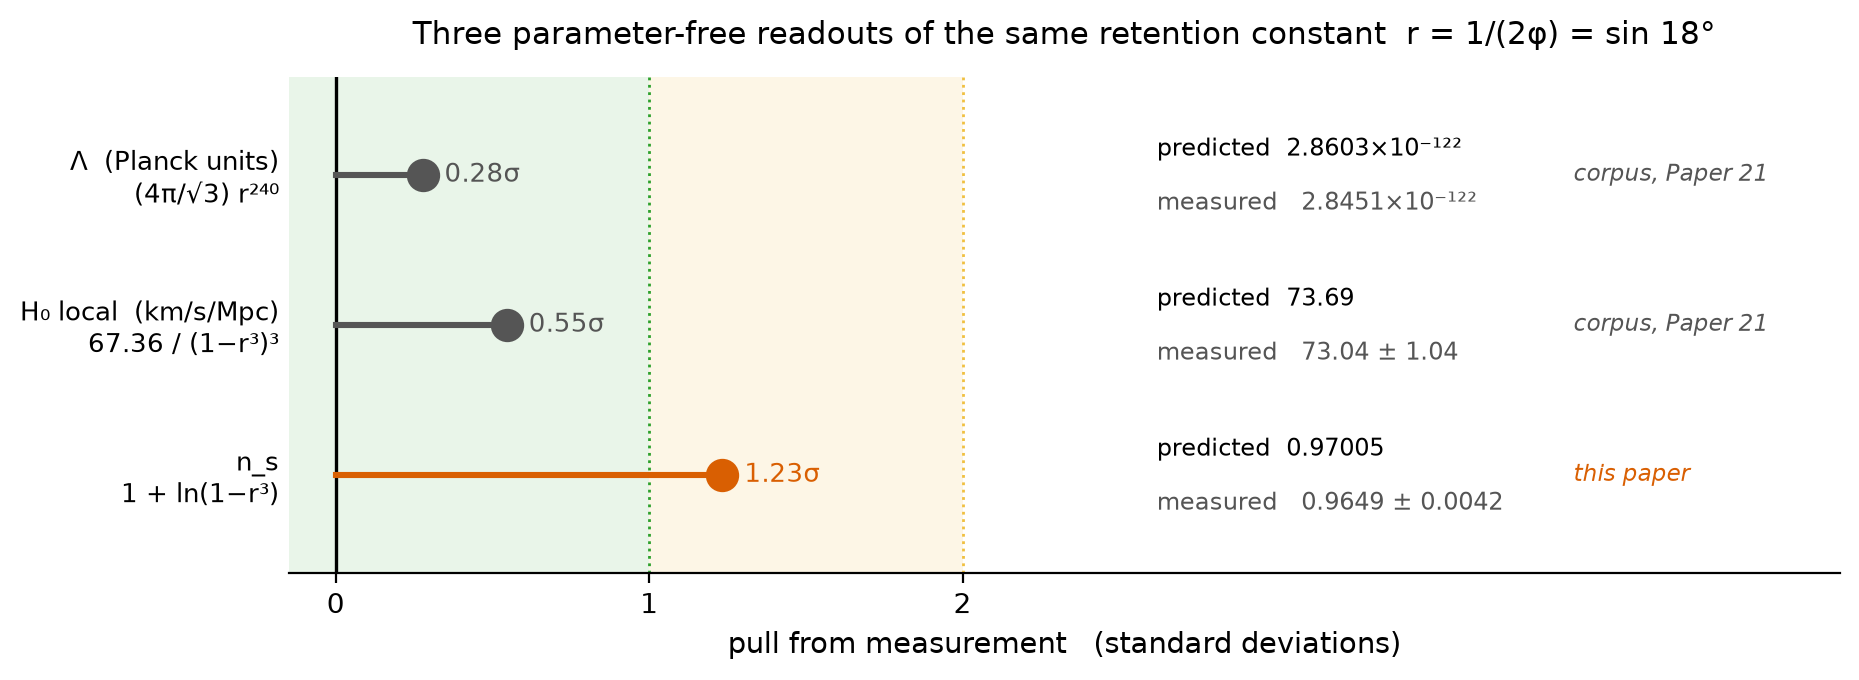 Three parameter-free readouts of the same retention constant  r = 1/(2φ) = sin 18°
Λ  (Planck units)
(4π/√3) r²⁴⁰
0.28σ
predicted  2.8603×10⁻¹²²
measured   2.8451×10⁻¹²²
corpus, Paper 21
H₀ local  (km/s/Mpc)
67.36 / (1−r³)³
0.55σ
predicted  73.69
measured   73.04 ± 1.04
corpus, Paper 21
n_s
1 + ln(1−r³)
1.23σ
predicted  0.97005
measured   0.9649 ± 0.0042
this paper
0 1 2
pull from measurement   (standard deviations)